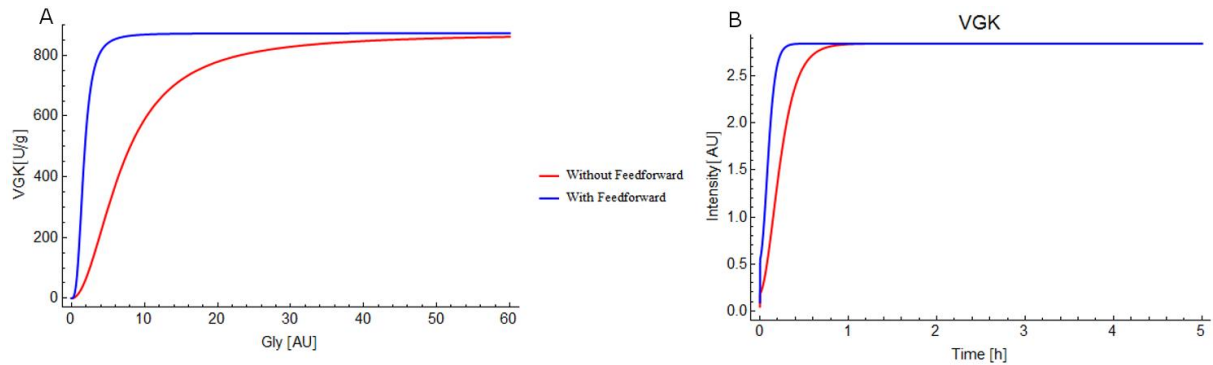 A
VGK[U/g]
800
600
400
200
0
0 10 20 30 40 50 60
Gly [AU]
Without Feedforward
With Feedforward
B
VGK
Intensity[AU]
2.5
2.0
1.5
1.0
0.5
0.0
0 1 2 3 4 5
Time [h]